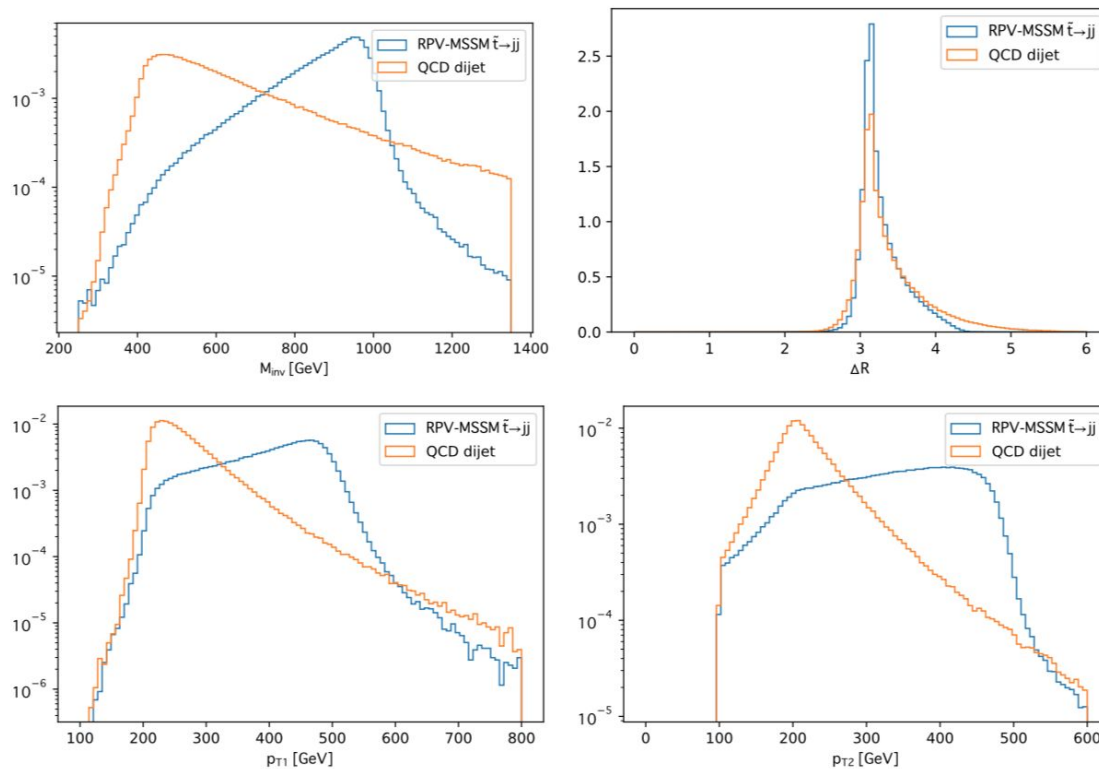 RPV-MSSM t̃→jj
QCD dijet
10⁻³
10⁻⁴
10⁻⁵
200 400 600 800 1000 1200 1400
M_inv [GeV]
RPV-MSSM t̃→jj
QCD dijet
2.5
2.0
1.5
1.0
0.5
0.0
0 1 2 3 4 5 6
ΔR
RPV-MSSM t̃→jj
QCD dijet
10⁻²
10⁻³
10⁻⁴
10⁻⁵
10⁻⁶
100 200 300 400 500 600 700 800
p_T1 [GeV]
RPV-MSSM t̃→jj
QCD dijet
10⁻²
10⁻³
10⁻⁴
10⁻⁵
0 100 200 300 400 500 600
p_T2 [GeV]